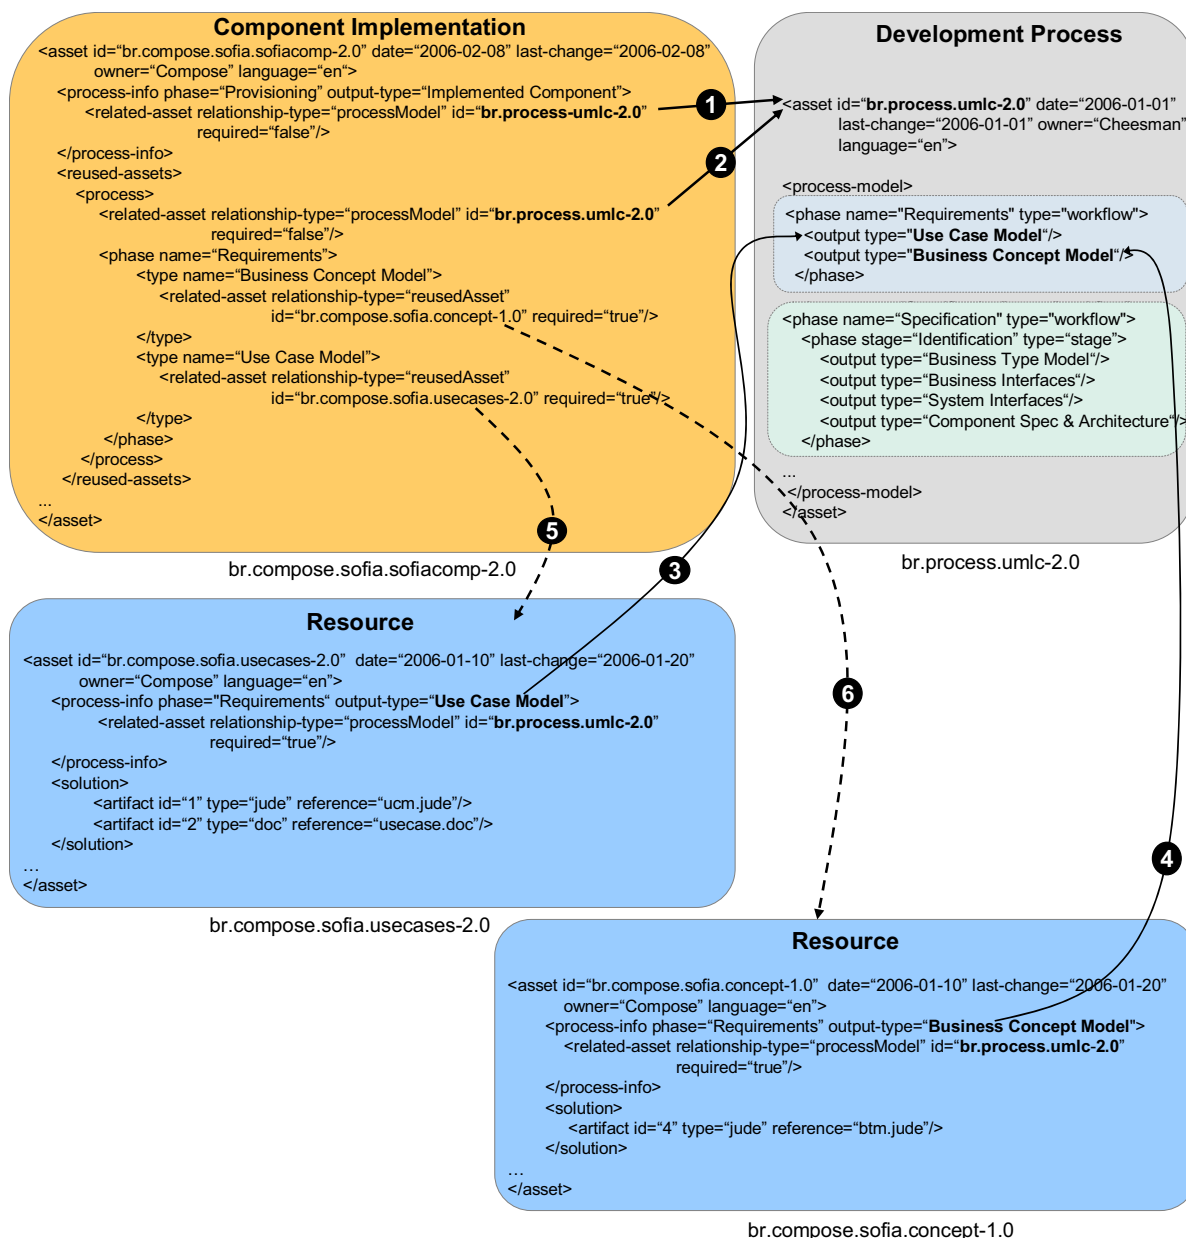 Component Implementation
<asset id=“br.compose.sofia.sofiacomp-2.0” date=“2006-02-08” last-change=“2006-02-08”
owner=“Compose” language=“en“>
<process-info phase=“Provisioning” output-type=“Implemented Component”>
<related-asset relationship-type=“processModel” id=“br.process-umlc-2.0”
required=“false”/>
</process-info>
<reused-assets>
<process>
<related-asset relationship-type=“processModel” id=“br.process.umlc-2.0”
required=“false”/>
<phase name=“Requirements”>
<type name=“Business Concept Model”>
<related-asset relationship-type=“reusedAsset”
id=“br.compose.sofia.concept-1.0” required=“true”/>
</type>
<type name=“Use Case Model”>
<related-asset relationship-type=“reusedAsset”
id=“br.compose.sofia.usecases-2.0” required=“true”/>
</type>
</phase>
</process>
</reused-assets>
...
</asset>
br.compose.sofia.sofiacomp-2.0
1
2
Development Process
<asset id=“br.process.umlc-2.0” date=“2006-01-01”
last-change=“2006-01-01” owner=“Cheesman”
language=“en”>
<process-model>
<phase name="Requirements" type="workflow">
<output type="Use Case Model“/>
<output type="Business Concept Model“/>
</phase>
<phase name=“Specification" type="workflow">
<phase stage=“Identification” type=“stage”>
<output type=“Business Type Model“/>
<output type=“Business Interfaces“/>
<output type=“System Interfaces“/>
<output type=“Component Spec & Architecture“/>
</phase>
...
</process-model>
</asset>
br.process.umlc-2.0
5
3
6
4
Resource
<asset id=“br.compose.sofia.usecases-2.0” date=“2006-01-10” last-change=“2006-01-20”
owner=“Compose” language=“en”>
<process-info phase="Requirements“ output-type=“Use Case Model”>
<related-asset relationship-type=“processModel” id=“br.process.umlc-2.0”
required=“true”/>
</process-info>
<solution>
<artifact id=“1” type=“jude” reference=“ucm.jude”/>
<artifact id=“2” type=“doc” reference=“usecase.doc”/>
</solution>
…
</asset>
br.compose.sofia.usecases-2.0
Resource
<asset id=“br.compose.sofia.concept-1.0” date=“2006-01-10” last-change=“2006-01-20”
owner=“Compose” language=“en”>
<process-info phase=“Requirements” output-type=“Business Concept Model">
<related-asset relationship-type=“processModel” id=“br.process.umlc-2.0”
required=“true”/>
</process-info>
<solution>
<artifact id=“4” type=“jude” reference=“btm.jude”/>
</solution>
…
</asset>
br.compose.sofia.concept-1.0